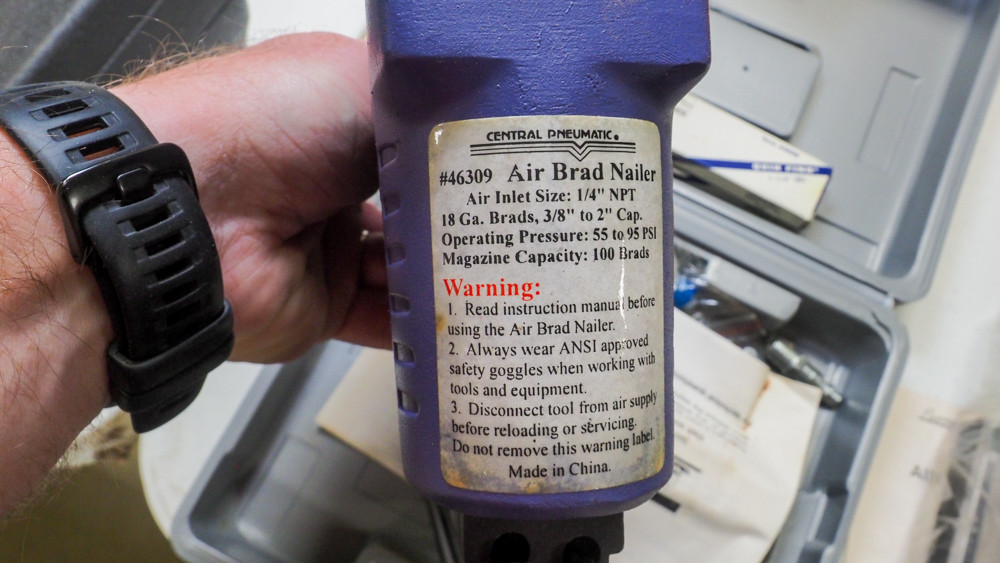 CENTRAL PNEUMATIC®
#46309 Air Brad Nailer
Air Inlet Size: 1/4" NPT
18 Ga. Brads, 3/8" to 2" Cap.
Operating Pressure: 55 to 95 PSI
Magazine Capacity: 100 Brads
Warning:
1. Read instruction manual before
using the Air Brad Nailer.
2. Always wear ANSI approved
safety goggles when working with
tools and equipment.
3. Disconnect tool from air supply
before reloading or servicing.
Do not remove this warning label.
Made in China.